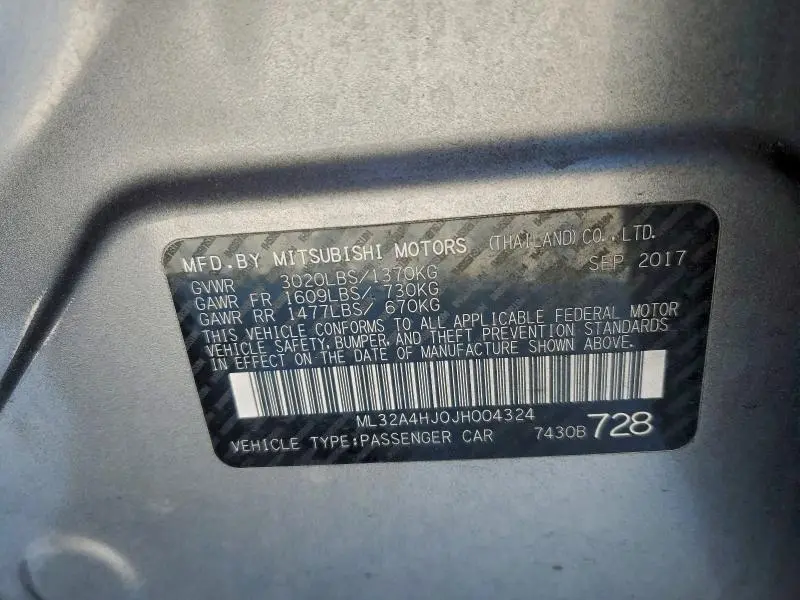 MFD.BY MITSUBISHI MOTORS (THAILAND) CO.,LTD.
SEP 2017
GVWR 3020LBS/1370KG
GAWR FR 1609LBS/ 730KG
GAWR RR 1477LBS/ 670KG
THIS VEHICLE CONFORMS TO ALL APPLICABLE FEDERAL MOTOR
VEHICLE SAFETY, BUMPER, AND THEFT PREVENTION STANDARDS
IN EFFECT ON THE DATE OF MANUFACTURE SHOWN ABOVE.
ML32A4HJ0JH004324
VEHICLE TYPE:PASSENGER CAR 7430B 728